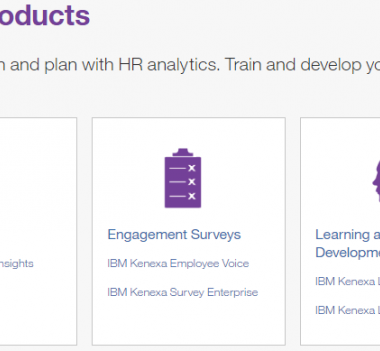 oducts
and plan with HR analytics. Train and develop
nsights
Engagement Surveys
IBM Kenexa Employee Voice
IBM Kenexa Survey Enterprise
Learning
Developme
IBM Kenexa L
IBM Kenexa L